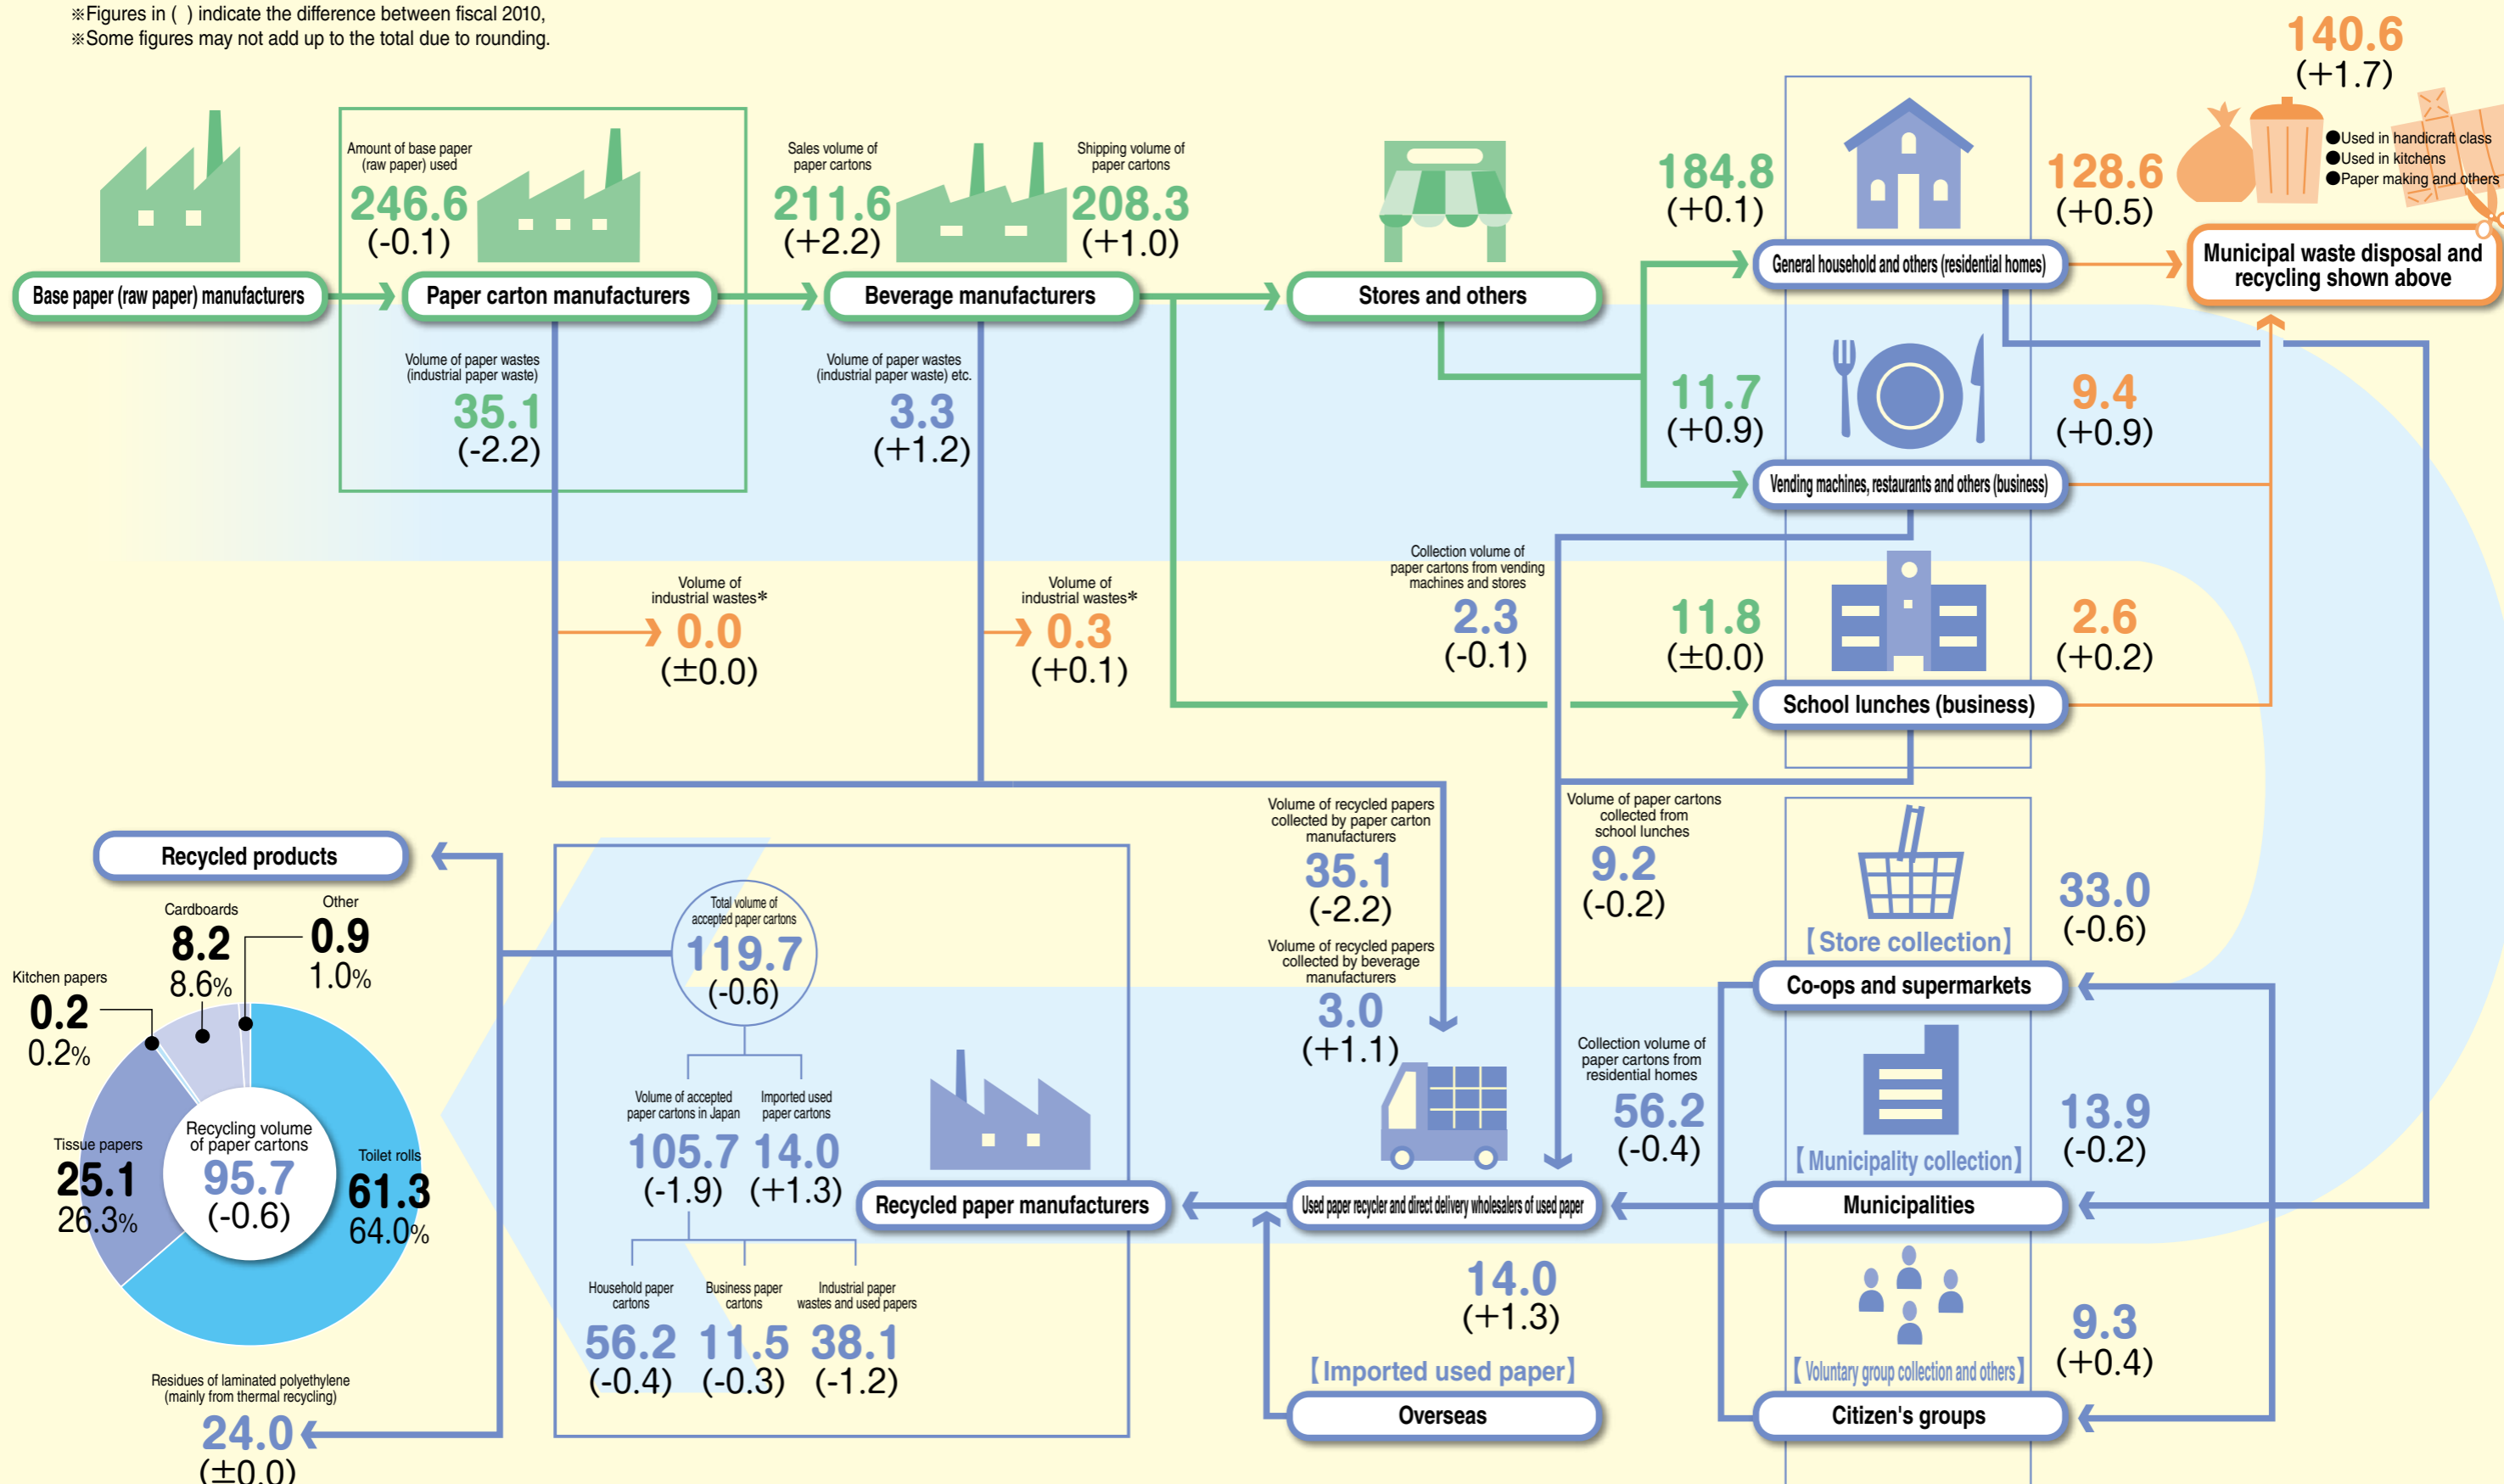 ※Figures in ( ) indicate the difference between fiscal 2010,
※Some figures may not add up to the total due to rounding.
140.6
(+1.7)
●Used in handicraft class
●Used in kitchens
●Paper making and others
Amount of base paper
(raw paper) used
246.6
(-0.1)
Sales volume of
paper cartons
211.6
(+2.2)
Shipping volume of
paper cartons
208.3
(+1.0)
184.8
(+0.1)
128.6
(+0.5)
Base paper (raw paper) manufacturers
Paper carton manufacturers
Beverage manufacturers
Stores and others
General household and others (residential homes)
Municipal waste disposal and
recycling shown above
Volume of paper wastes
(industrial paper waste)
35.1
(-2.2)
Volume of paper wastes
(industrial paper waste) etc.
3.3
(+1.2)
11.7
(+0.9)
9.4
(+0.9)
Vending machines, restaurants and others (business)
Volume of
industrial wastes*
0.0
(±0.0)
Volume of
industrial wastes*
0.3
(+0.1)
Collection volume of
paper cartons from vending
machines and stores
2.3
(-0.1)
11.8
(±0.0)
2.6
(+0.2)
School lunches (business)
Volume of recycled papers
collected by paper carton
manufacturers
35.1
(-2.2)
Volume of recycled papers
collected by beverage
manufacturers
3.0
(+1.1)
Volume of paper cartons
collected from
school lunches
9.2
(-0.2)
33.0
(-0.6)
【Store collection】
Co-ops and supermarkets
Collection volume of
paper cartons from
residential homes
56.2
(-0.4)
13.9
(-0.2)
【Municipality collection】
Municipalities
Used paper recycler and direct delivery wholesalers of used paper
Recycled paper manufacturers
9.3
(+0.4)
【Voluntary group collection and others】
Citizen's groups
14.0
(+1.3)
【Imported used paper】
Overseas
Total volume of
accepted paper cartons
119.7
(-0.6)
Volume of accepted
paper cartons in Japan
105.7
(-1.9)
Imported used
paper cartons
14.0
(+1.3)
Household paper
cartons
56.2
(-0.4)
Business paper
cartons
11.5
(-0.3)
Industrial paper
wastes and used papers
38.1
(-1.2)
Recycled products
Other
0.9
1.0%
Cardboards
8.2
8.6%
Kitchen papers
0.2
0.2%
Tissue papers
25.1
26.3%
Recycling volume
of paper cartons
95.7
(-0.6)
Toilet rolls
61.3
64.0%
Residues of laminated polyethylene
(mainly from thermal recycling)
24.0
(±0.0)